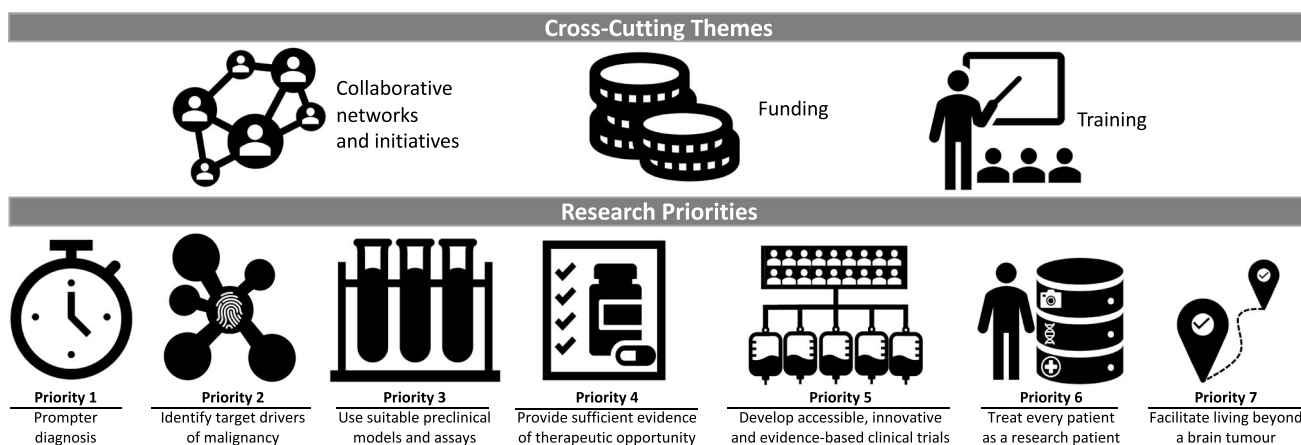 Cross-Cutting Themes
Collaborative
networks
and initiatives
Funding
Training
Research Priorities
Priority 1
Prompter
diagnosis
Priority 2
Identify target drivers
of malignancy
Priority 3
Use suitable preclinical
models and assays
Priority 4
Provide sufficient evidence
of therapeutic opportunity
Priority 5
Develop accessible, innovative
and evidence-based clinical trials
Priority 6
Treat every patient
as a research patient
Priority 7
Facilitate living beyond
a brain tumour